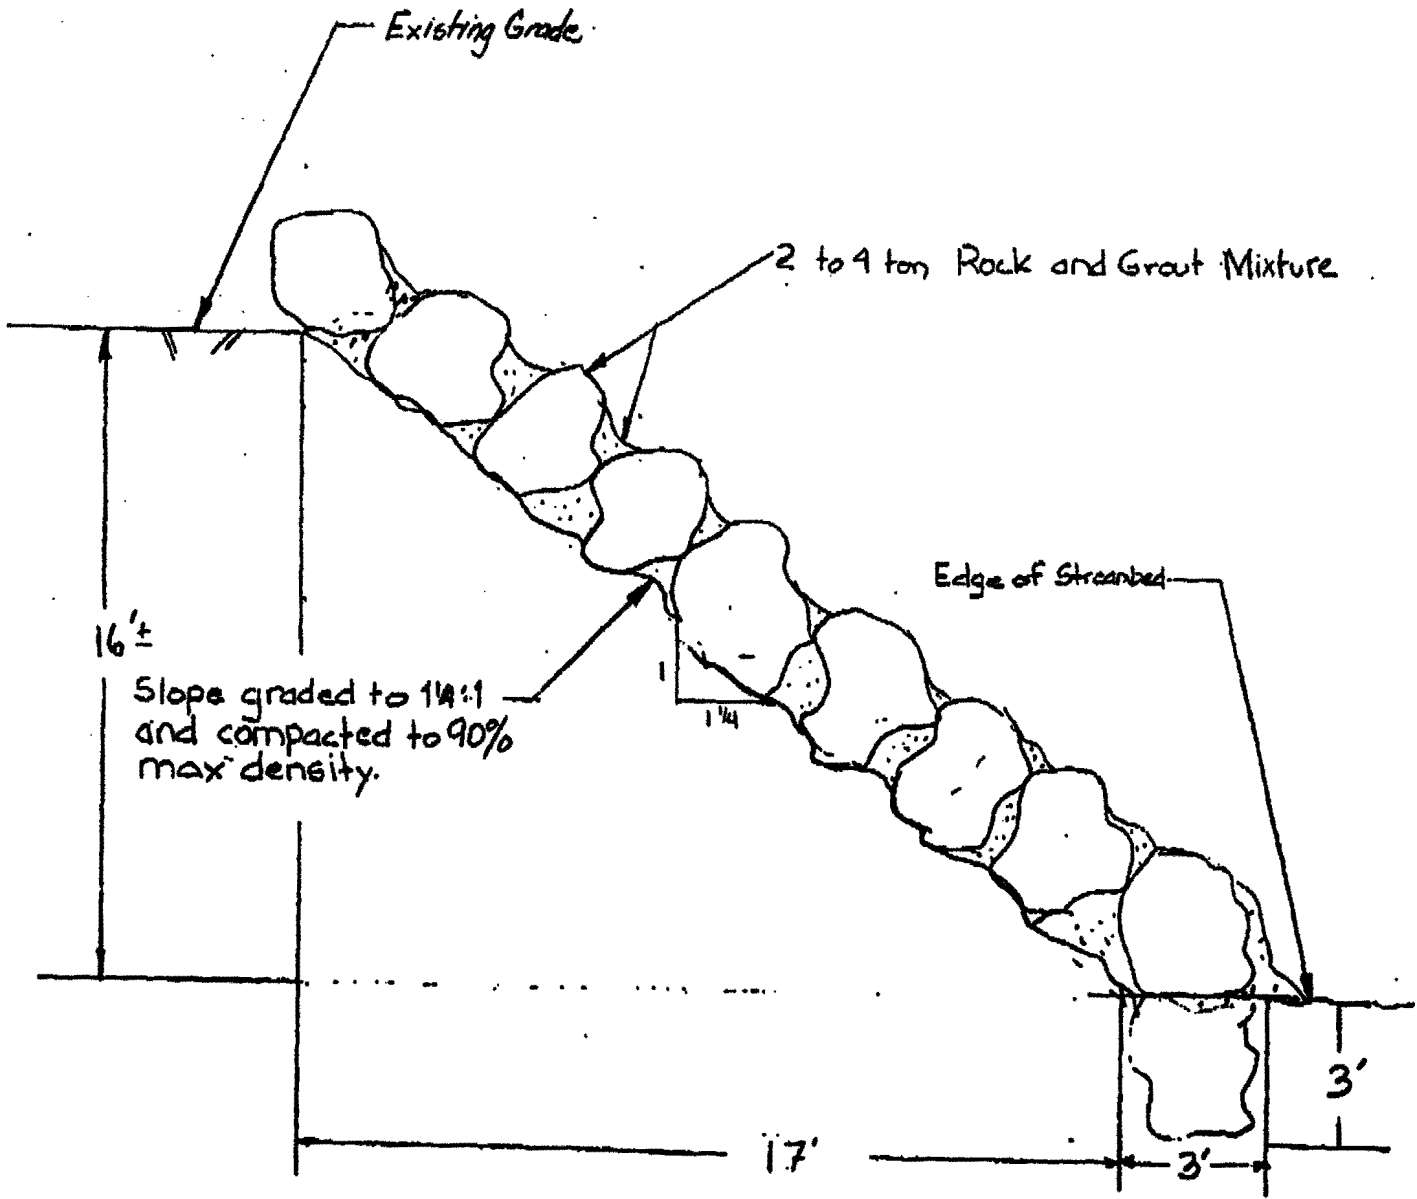 Existing Grade
2 to 4 ton Rock and Grout Mixture
Edge of Streambed
16'±
Slope graded to 1¼:1
and compacted to 90%
max density.
1
1¼
3'
17'
3'